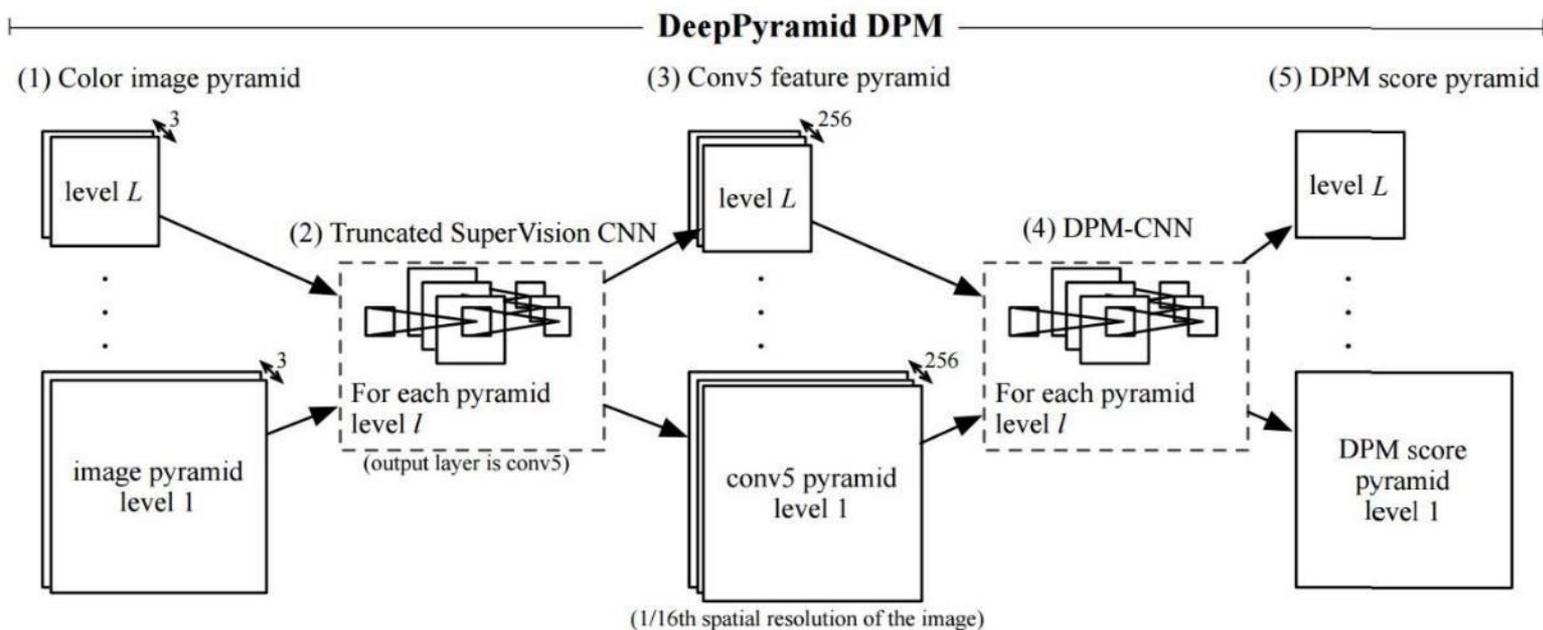 DeepPyramid DPM
(1) Color image pyramid
(3) Conv5 feature pyramid
(5) DPM score pyramid
3
256
level L
level L
level L
(2) Truncated SuperVision CNN
(4) DPM-CNN
3
256
For each pyramid
level l
For each pyramid
level l
(output layer is conv5)
image pyramid
level 1
conv5 pyramid
level 1
DPM score
pyramid
level 1
(1/16th spatial resolution of the image)